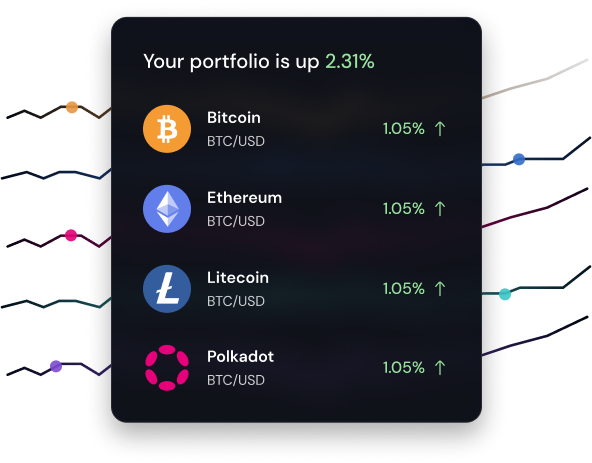 Your portfolio is up 2.31%
Bitcoin
BTC/USD
1.05% ↑
Ethereum
BTC/USD
1.05% ↑
Litecoin
BTC/USD
1.05% ↑
Polkadot
BTC/USD
1.05% ↑